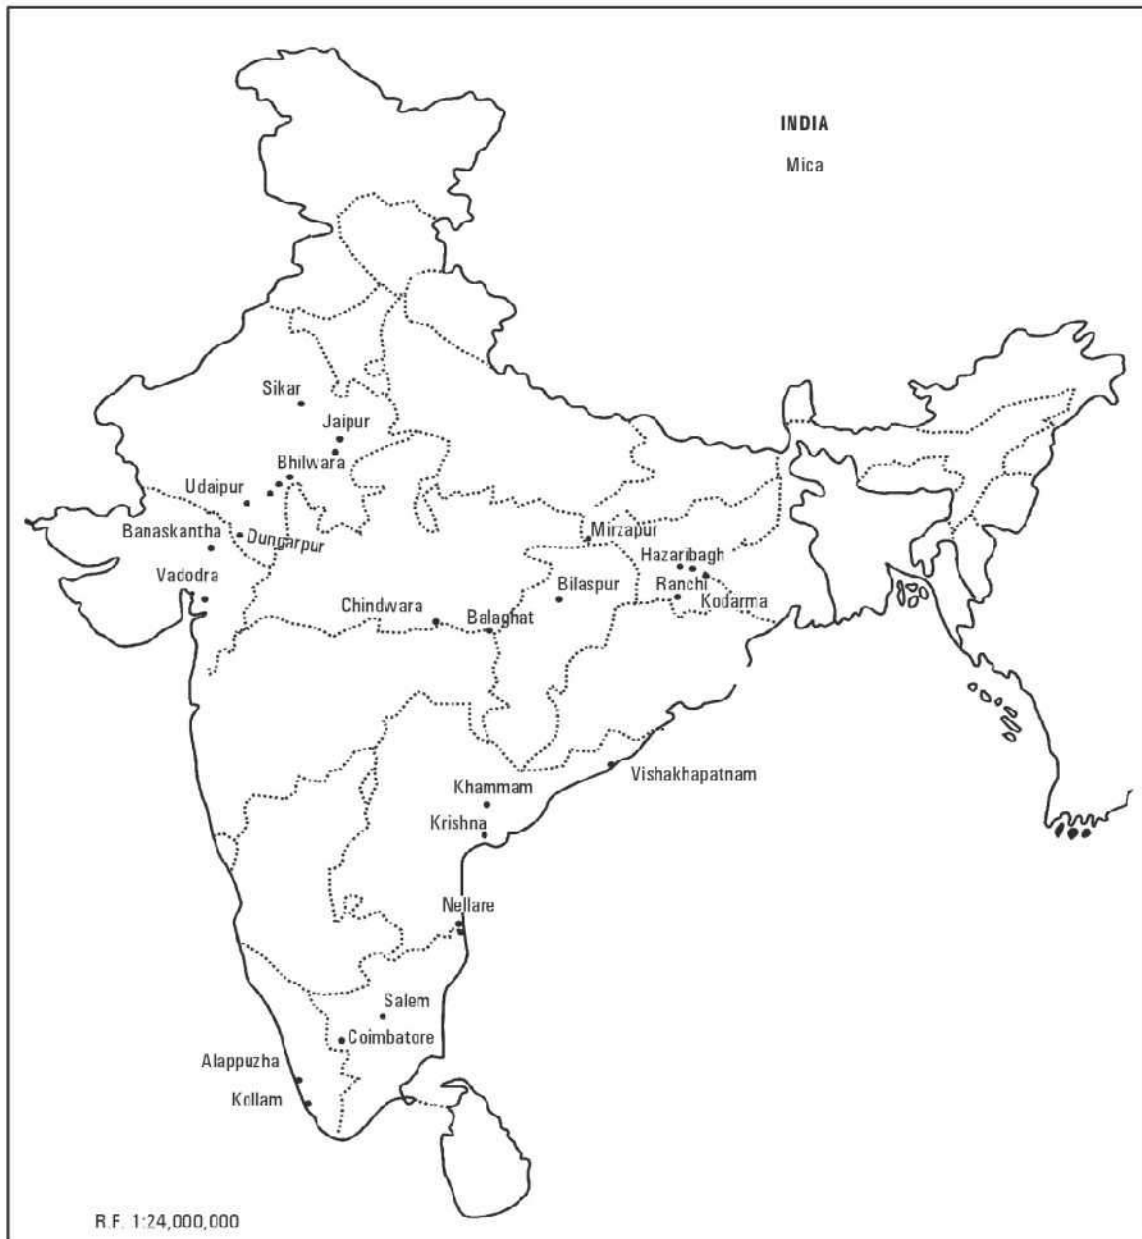 INDIA
Mica
Sikar
Jaipur
Bhilwara
Udaipur
Banaskantha
Dungarpur
Vadodra
Mirzapur
Hazaribagh
Ranchi
Kodarma
Bilaspur
Chindwara
Balaghat
Vishakhapatnam
Khammam
Krishna
Nellare
Salem
Coimbatore
Alappuzha
Kollam
R.F. 1:24,000,000